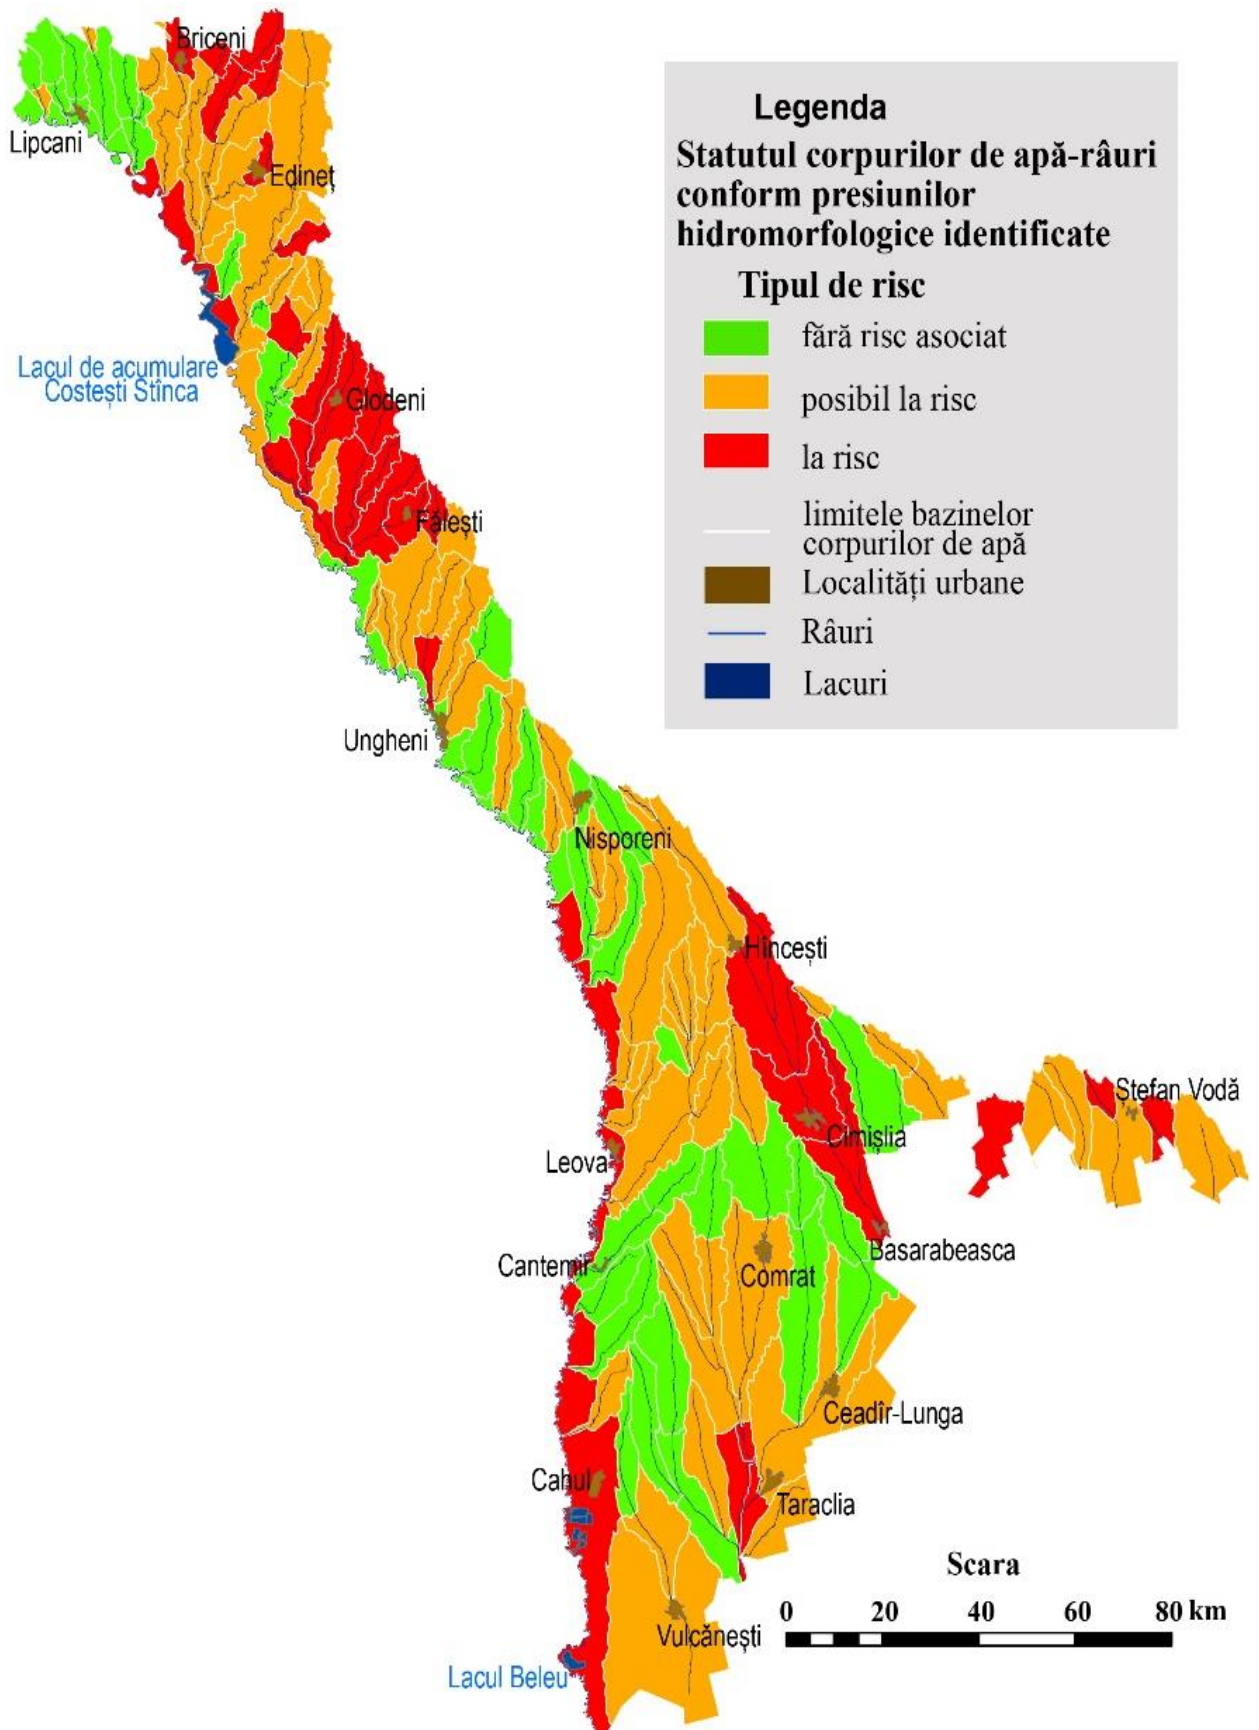 Briceni
Lipcani
Edineț
Lacul de acumulare
Costești Stînca
Glodeni
Fălești
Ungheni
Nisporeni
Hîncești
Ștefan Vodă
Cimișlia
Leova
Basarabeasca
Cantemir
Comrat
Ceadîr-Lunga
Cahul
Taraclia
Vulcănești
Lacul Beleu
Legenda
Statutul corpurilor de apă-râuri
conform presiunilor
hidromorfologice identificate
Tipul de risc
fără risc asociat
posibil la risc
la risc
limitele bazinelor
corpurilor de apă
Localități urbane
Râuri
Lacuri
Scara
0 20 40 60 80 km